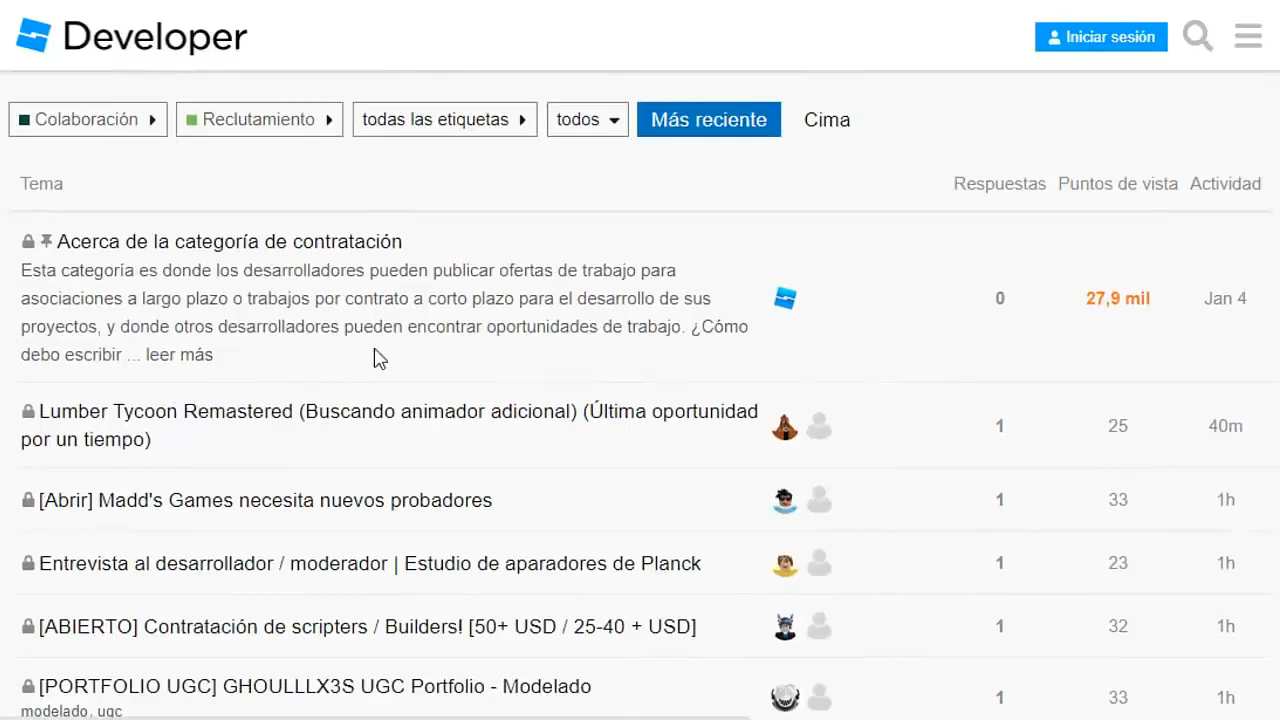 Developer
Iniciar sesión
Colaboración
Reclutamiento
todas las etiquetas
todos
Más reciente
Cima
Tema
Respuestas
Puntos de vista
Actividad
Acerca de la categoría de contratación
Esta categoría es donde los desarrolladores pueden publicar ofertas de trabajo para
asociaciones a largo plazo o trabajos por contrato a corto plazo para el desarrollo de sus
proyectos, y donde otros desarrolladores pueden encontrar oportunidades de trabajo. ¿Cómo
debo escribir ... leer más
0
27,9 mil
Jan 4
Lumber Tycoon Remastered (Buscando animador adicional) (Última oportunidad
por un tiempo)
1
25
40m
[Abrir] Madd's Games necesita nuevos probadores
1
33
1h
Entrevista al desarrollador / moderador | Estudio de aparadores de Planck
1
23
1h
[ABIERTO] Contratación de scripters / Builders! [50+ USD / 25-40 + USD]
1
32
1h
[PORTFOLIO UGC] GHOULLLX3S UGC Portfolio - Modelado
modelado, ugc
1
33
1h